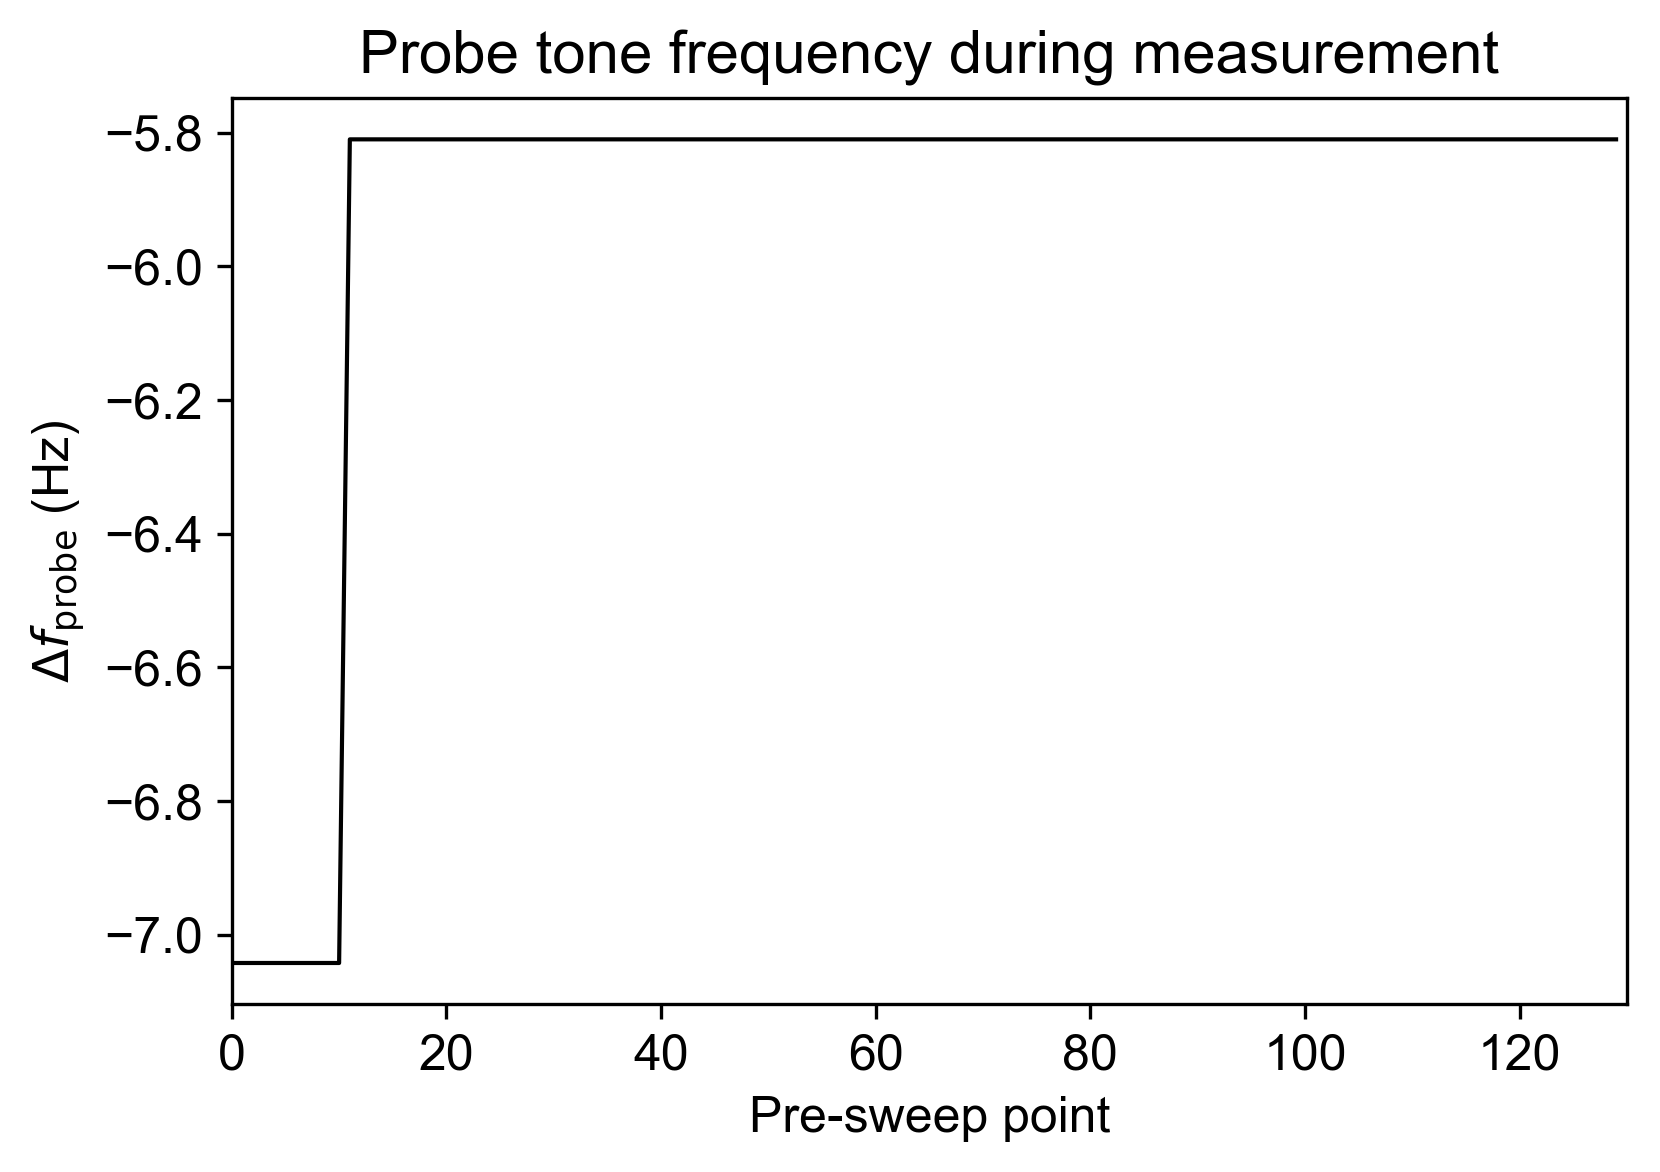 Probe tone frequency during measurement
−5.8
−6.0
−6.2
−6.4
−6.6
−6.8
−7.0
Δf_probe (Hz)
0 20 40 60 80 100 120
Pre-sweep point